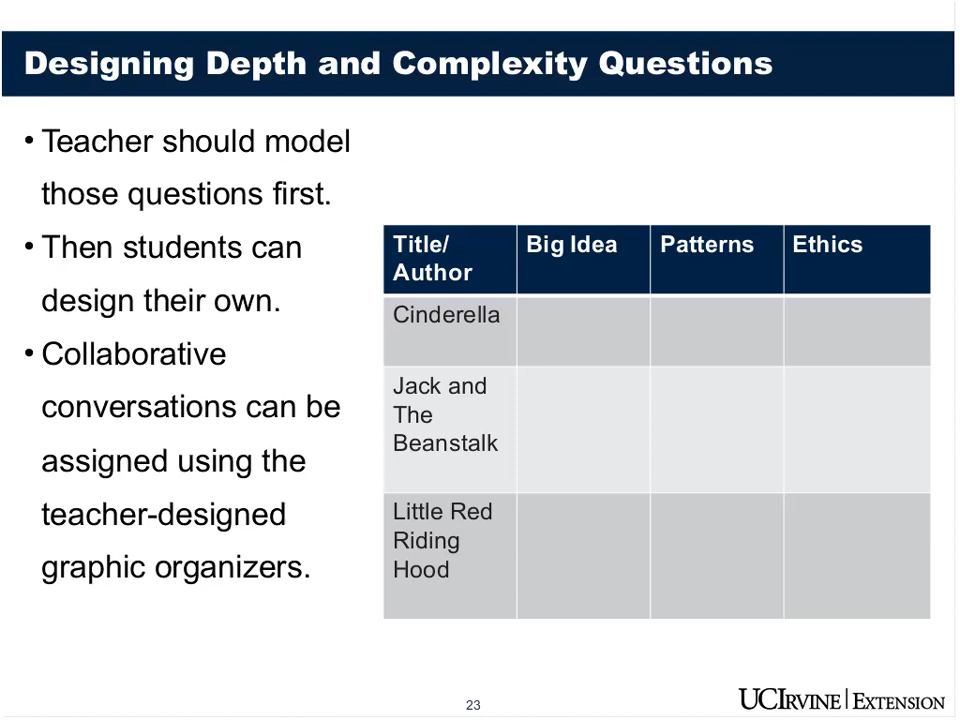 Designing Depth and Complexity Questions
• Teacher should model
those questions first.
• Then students can
design their own.
• Collaborative
conversations can be
assigned using the
teacher-designed
graphic organizers.
Title/
Author
Big Idea
Patterns
Ethics
Cinderella
Jack and
The
Beanstalk
Little Red
Riding
Hood
23
UCIRVINE | EXTENSION